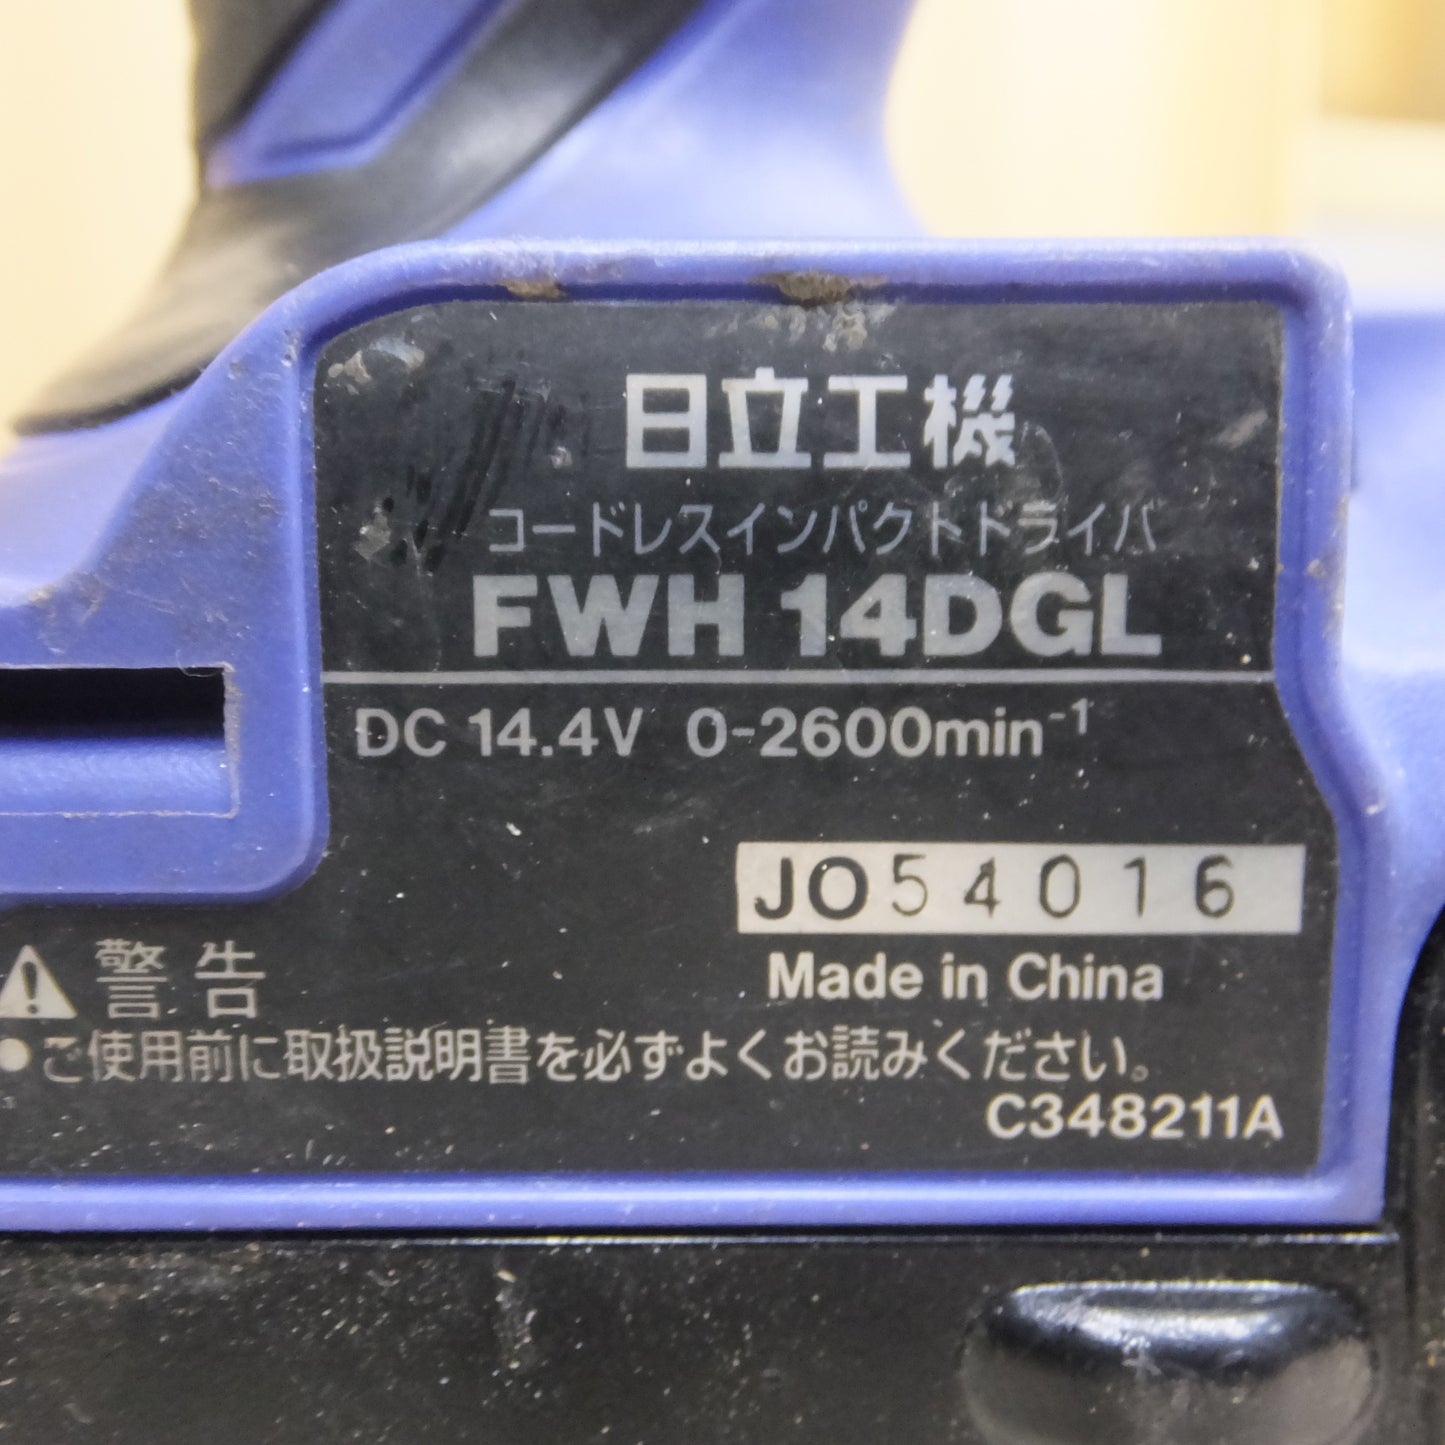 日立工機
コードレスインパクトドライバ
FWH 14DGL
DC 14.4V 0-2600min⁻¹
JO54016
Made in China
⚠ 警 告
●ご使用前に取扱説明書を必ずよくお読みください。
C348211A